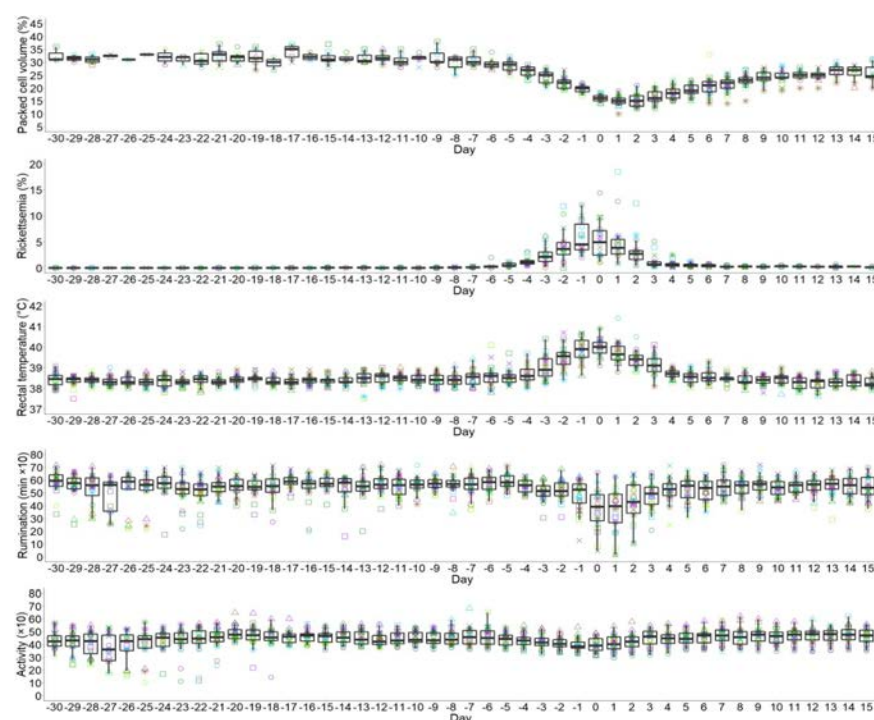 Packed cell volume (%)
45
40
35
30
25
20
15
10
5
-30 -29 -28 -27 -26 -25 -24 -23 -22 -21 -20 -19 -18 -17 -16 -15 -14 -13 -12 -11 -10 -9 -8 -7 -6 -5 -4 -3 -2 -1 0 1 2 3 4 5 6 7 8 9 10 11 12 13 14 15
Day
Rickettsemia (%)
20
15
10
5
0
-30 -29 -28 -27 -26 -25 -24 -23 -22 -21 -20 -19 -18 -17 -16 -15 -14 -13 -12 -11 -10 -9 -8 -7 -6 -5 -4 -3 -2 -1 0 1 2 3 4 5 6 7 8 9 10 11 12 13 14 15
Day
Rectal temperature (°C)
42
41
40
39
38
37
-30 -29 -28 -27 -26 -25 -24 -23 -22 -21 -20 -19 -18 -17 -16 -15 -14 -13 -12 -11 -10 -9 -8 -7 -6 -5 -4 -3 -2 -1 0 1 2 3 4 5 6 7 8 9 10 11 12 13 14 15
Day
Rumination (min ×10)
80
70
60
50
40
30
20
10
0
-30 -29 -28 -27 -26 -25 -24 -23 -22 -21 -20 -19 -18 -17 -16 -15 -14 -13 -12 -11 -10 -9 -8 -7 -6 -5 -4 -3 -2 -1 0 1 2 3 4 5 6 7 8 9 10 11 12 13 14 15
Day
Activity (×10)
80
70
60
50
40
30
20
10
0
-30 -29 -28 -27 -26 -25 -24 -23 -22 -21 -20 -19 -18 -17 -16 -15 -14 -13 -12 -11 -10 -9 -8 -7 -6 -5 -4 -3 -2 -1 0 1 2 3 4 5 6 7 8 9 10 11 12 13 14 15
Day